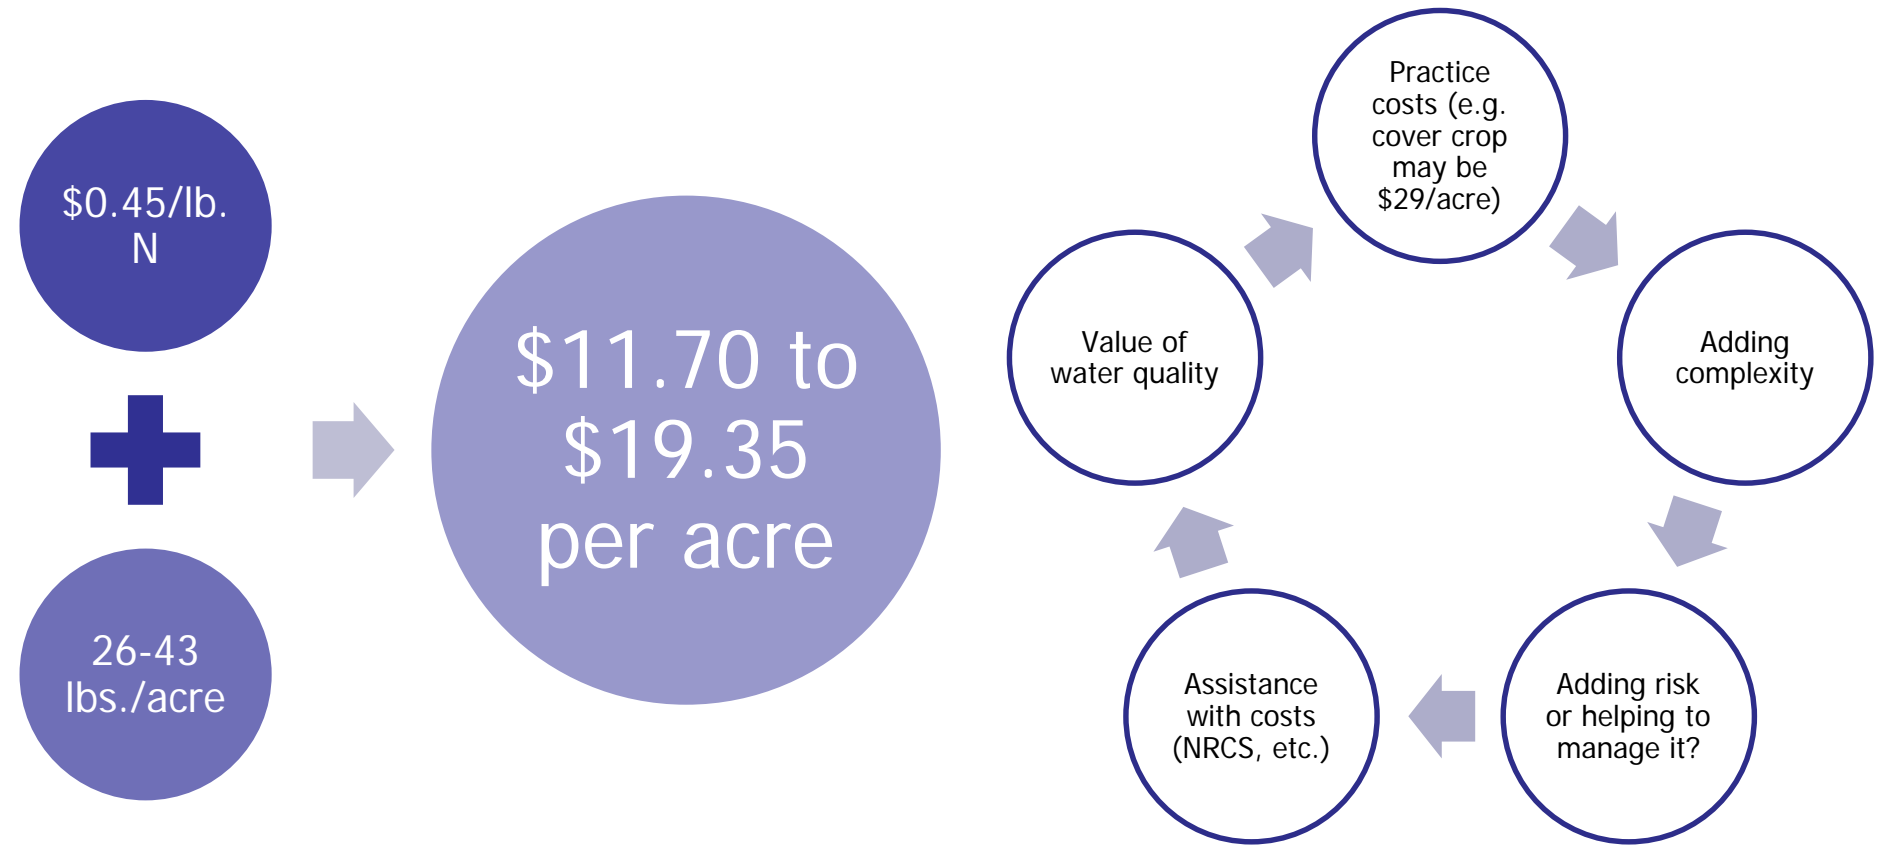 $0.45/lb.
N
26-43
lbs./acre
$11.70 to
$19.35
per acre
Practice
costs (e.g.
cover crop
may be
$29/acre)
Adding
complexity
Adding risk
or helping to
manage it?
Assistance
with costs
(NRCS, etc.)
Value of
water quality